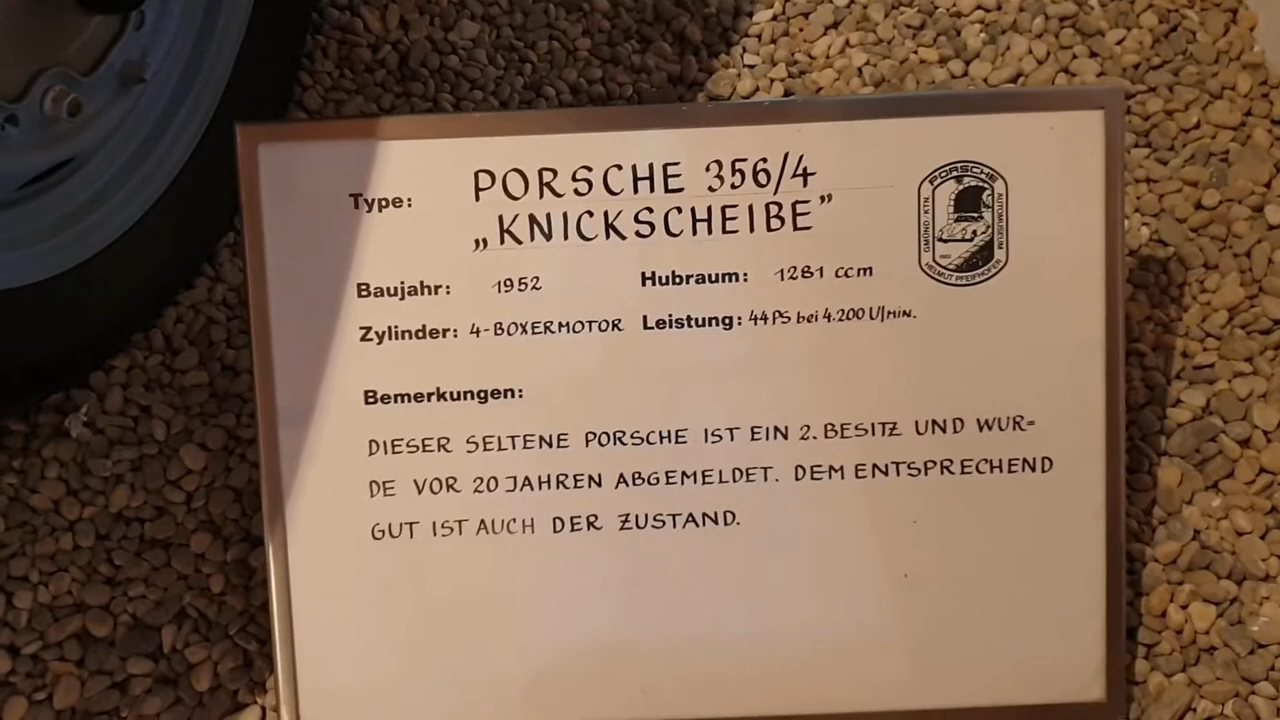 Type: PORSCHE 356/4
„KNICKSCHEIBE”
Baujahr: 1952 Hubraum: 1281 ccm
Zylinder: 4-BOXERMOTOR Leistung: 44 PS bei 4.200 U/MIN.
Bemerkungen:
DIESER SELTENE PORSCHE IST EIN 2. BESITZ UND WUR=
DE VOR 20 JAHREN ABGEMELDET. DEM ENTSPRECHEND
GUT IST AUCH DER ZUSTAND.
PORSCHE
GMÜND/KTN.
AUTOMUSEUM
HELMUT PFEIFHOFER